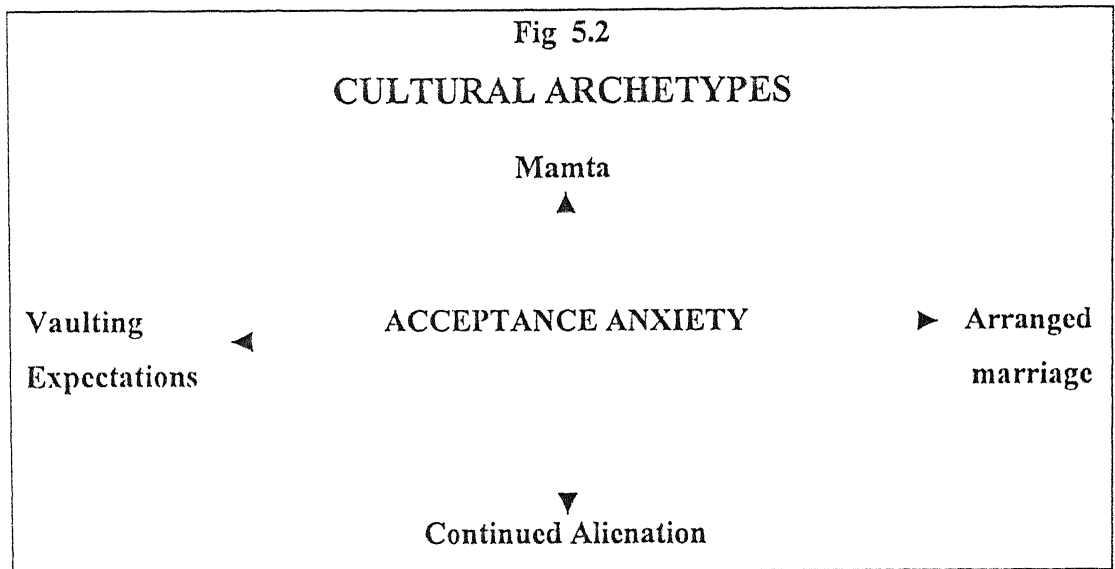 Fig 5.2
CULTURAL ARCHETYPES
Mamta
Vaulting
Expectations
ACCEPTANCE ANXIETY
Arranged
marriage
Continued Alienation